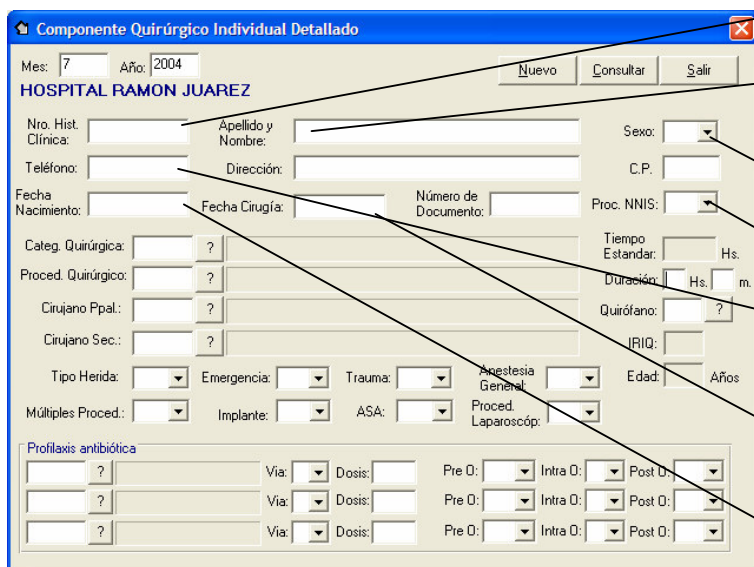 Componente Quirúrgico Individual Detallado
Mes: 7 Año: 2004 Nuevo Consultar Salir
HOSPITAL RAMON JUAREZ
Nro. Hist. Clínica: Apellido y Nombre: Sexo:
Teléfono: Dirección: C.P.
Fecha Nacimiento: Fecha Cirugía: Número de Documento: Proc. NNIS:
Categ. Quirúrgica: ? Tiempo Estandar: Hs.
Proced. Quirúrgico: ? Duración: Hs. m.
Cirujano Ppal.: ? Quirófano: ?
Cirujano Sec.: ? IRIQ:
Tipo Herida: Emergencia: Trauma: Anestesia General: Edad: Años
Múltiples Proced.: Implante: ASA: Proced. Laparoscóp:
Profilaxis antibiótica
? Via: Dosis: Pre O: Intra O: Post O:
? Via: Dosis: Pre O: Intra O: Post O:
? Via: Dosis: Pre O: Intra O: Post O: